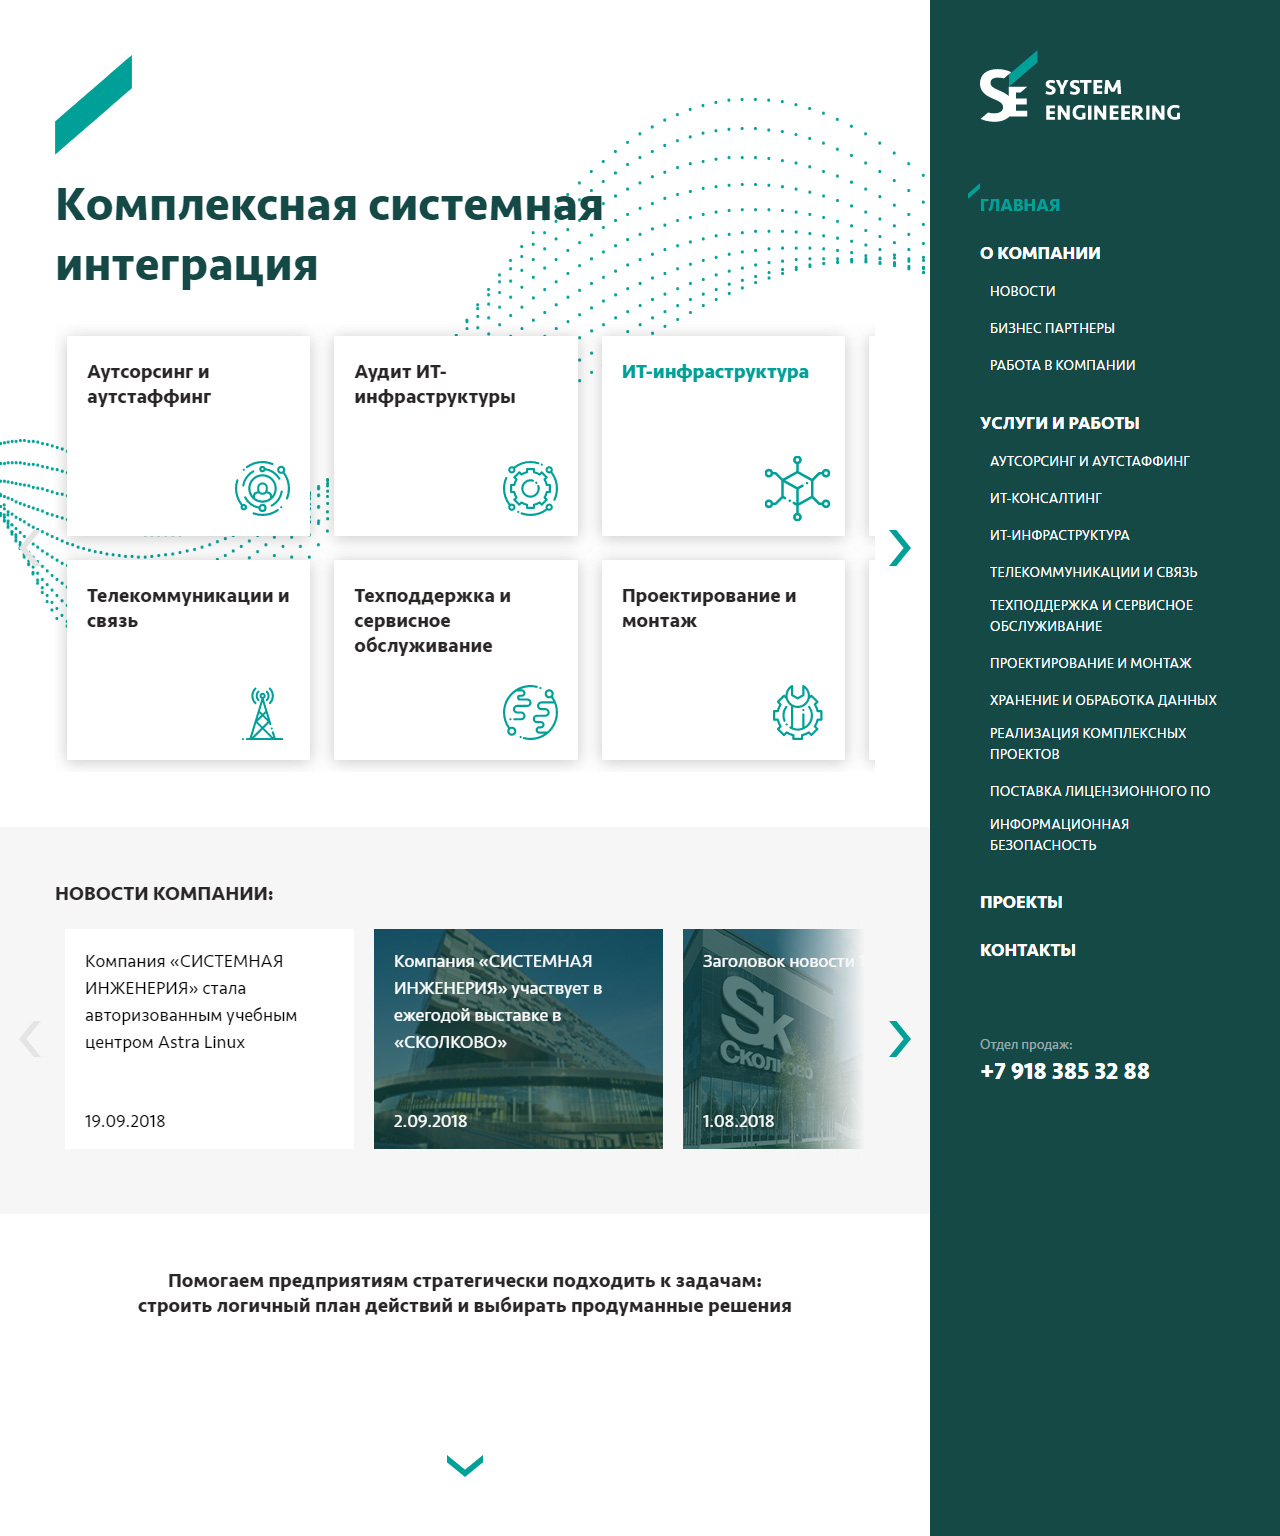 Комплексная системная
интеграция
Аутсорсинг и
аутстаффинг
Аудит ИТ-
инфраструктуры
ИТ-инфраструктура
Телекоммуникации и
связь
Техподдержка и
сервисное
обслуживание
Проектирование и
монтаж
НОВОСТИ КОМПАНИИ:
Компания «СИСТЕМНАЯ
ИНЖЕНЕРИЯ» стала
авторизованным учебным
центром Astra Linux
19.09.2018
Компания «СИСТЕМНАЯ
ИНЖЕНЕРИЯ» участвует в
ежегодой выставке в
«СКОЛКОВО»
2.09.2018
Заголовок новости
Sk
Сколково
1.08.2018
Помогаем предприятиям стратегически подходить к задачам:
строить логичный план действий и выбирать продуманные решения
SE
SYSTEM
ENGINEERING
ГЛАВНАЯ
О КОМПАНИИ
НОВОСТИ
БИЗНЕС ПАРТНЕРЫ
РАБОТА В КОМПАНИИ
УСЛУГИ И РАБОТЫ
АУТСОРСИНГ И АУТСТАФФИНГ
ИТ-КОНСАЛТИНГ
ИТ-ИНФРАСТРУКТУРА
ТЕЛЕКОММУНИКАЦИИ И СВЯЗЬ
ТЕХПОДДЕРЖКА И СЕРВИСНОЕ
ОБСЛУЖИВАНИЕ
ПРОЕКТИРОВАНИЕ И МОНТАЖ
ХРАНЕНИЕ И ОБРАБОТКА ДАННЫХ
РЕАЛИЗАЦИЯ КОМПЛЕКСНЫХ
ПРОЕКТОВ
ПОСТАВКА ЛИЦЕНЗИОННОГО ПО
ИНФОРМАЦИОННАЯ
БЕЗОПАСНОСТЬ
ПРОЕКТЫ
КОНТАКТЫ
Отдел продаж:
+7 918 385 32 88